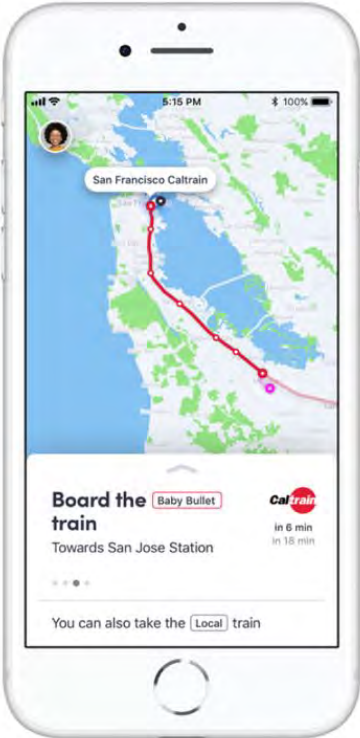 5:15 PM
100%
San Francisco Caltrain
Board the Baby Bullet
train
Towards San Jose Station
Caltrain
in 6 min
in 18 min
You can also take the Local train